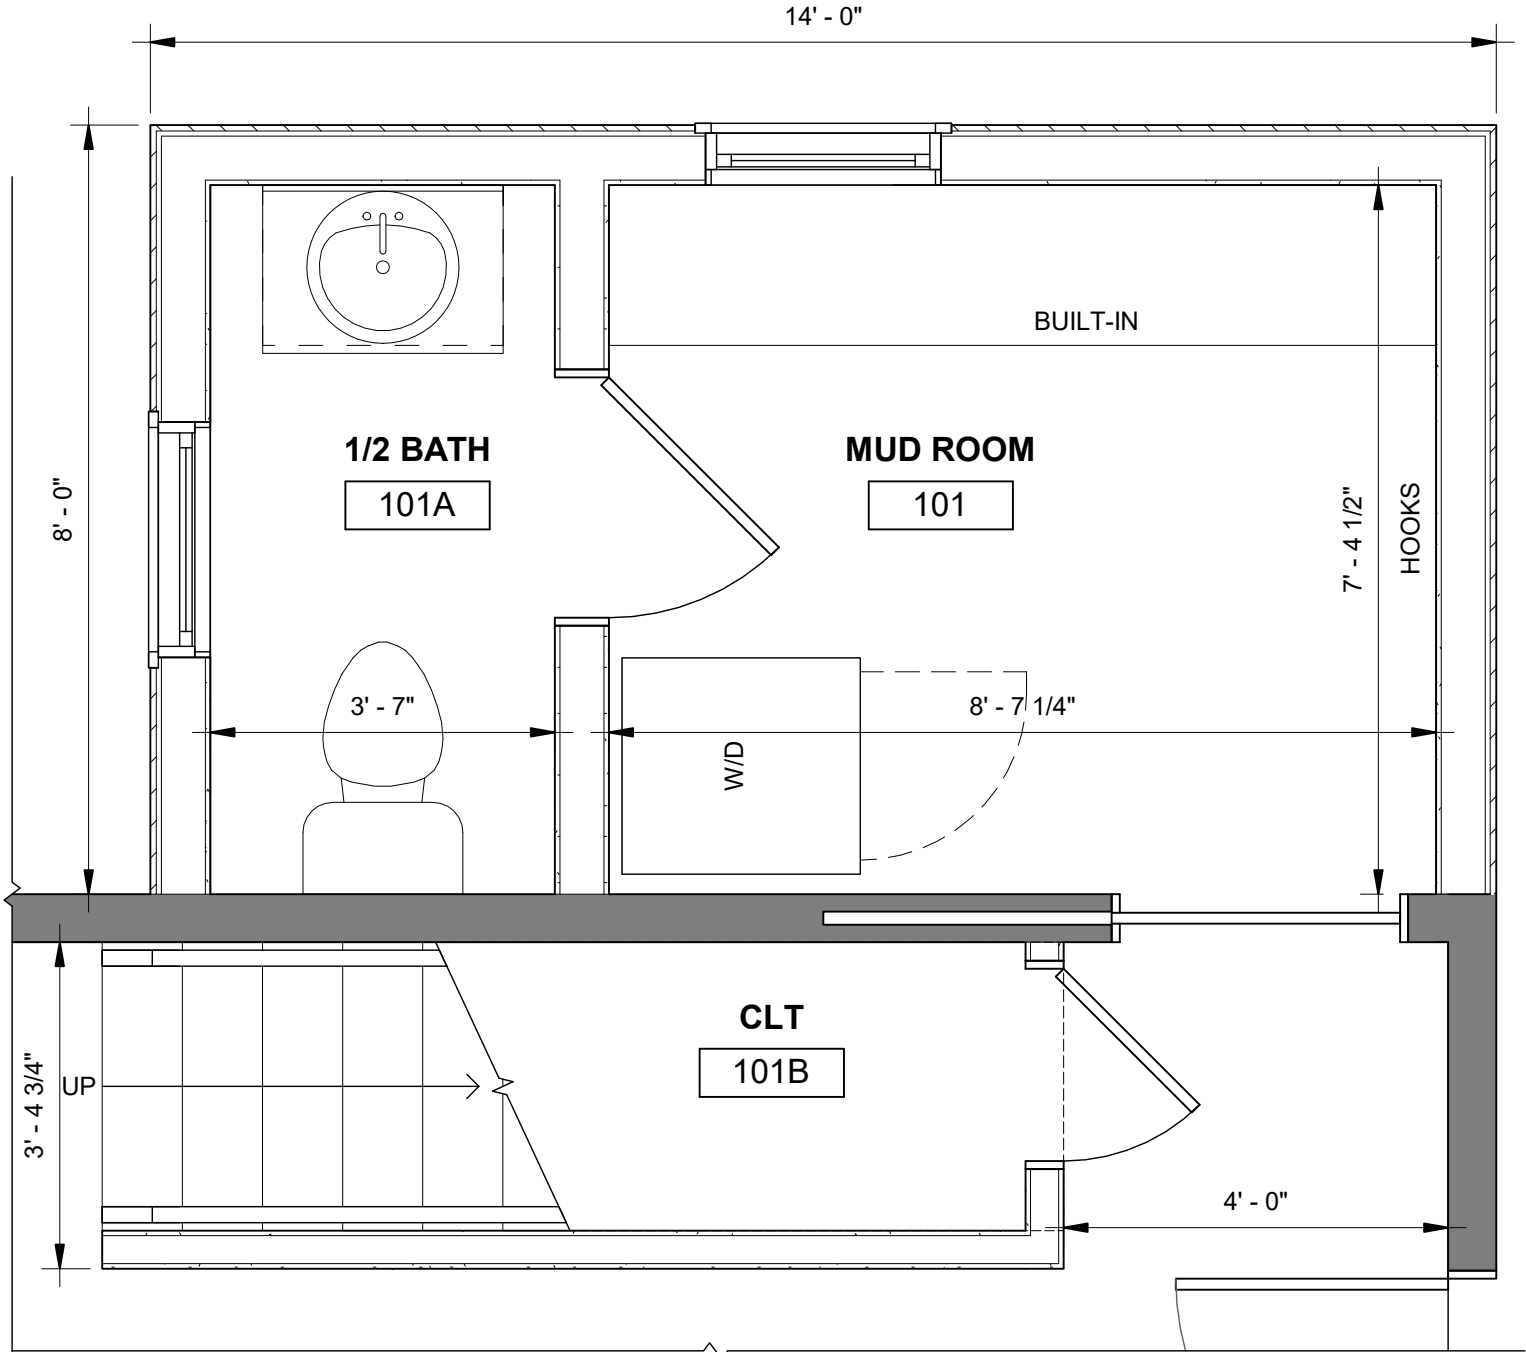 14' - 0"
BUILT-IN
1/2 BATH
101A
MUD ROOM
101
8' - 0"
7' - 4 1/2"
HOOKS
3' - 7"
8' - 7 1/4"
W/D
CLT
101B
3' - 4 3/4"
UP
4' - 0"